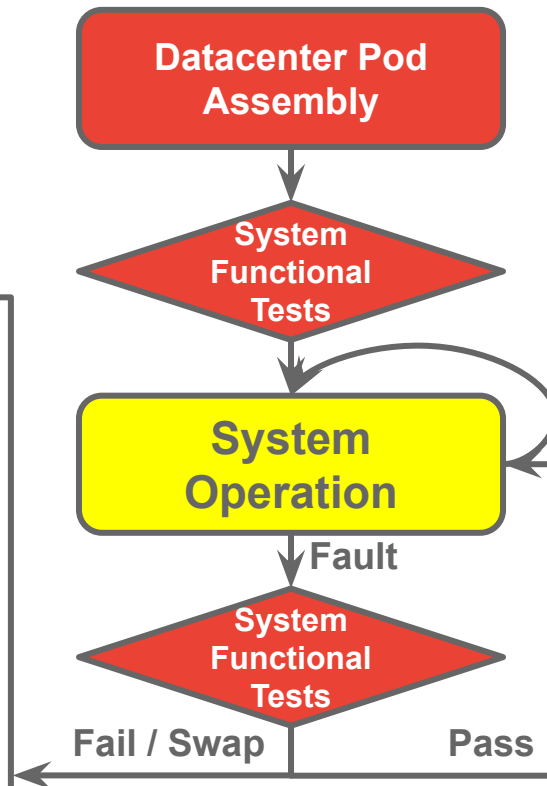 Datacenter Pod
Assembly
System
Functional
Tests
System
Operation
Fault
System
Functional
Tests
Fail / Swap
Pass